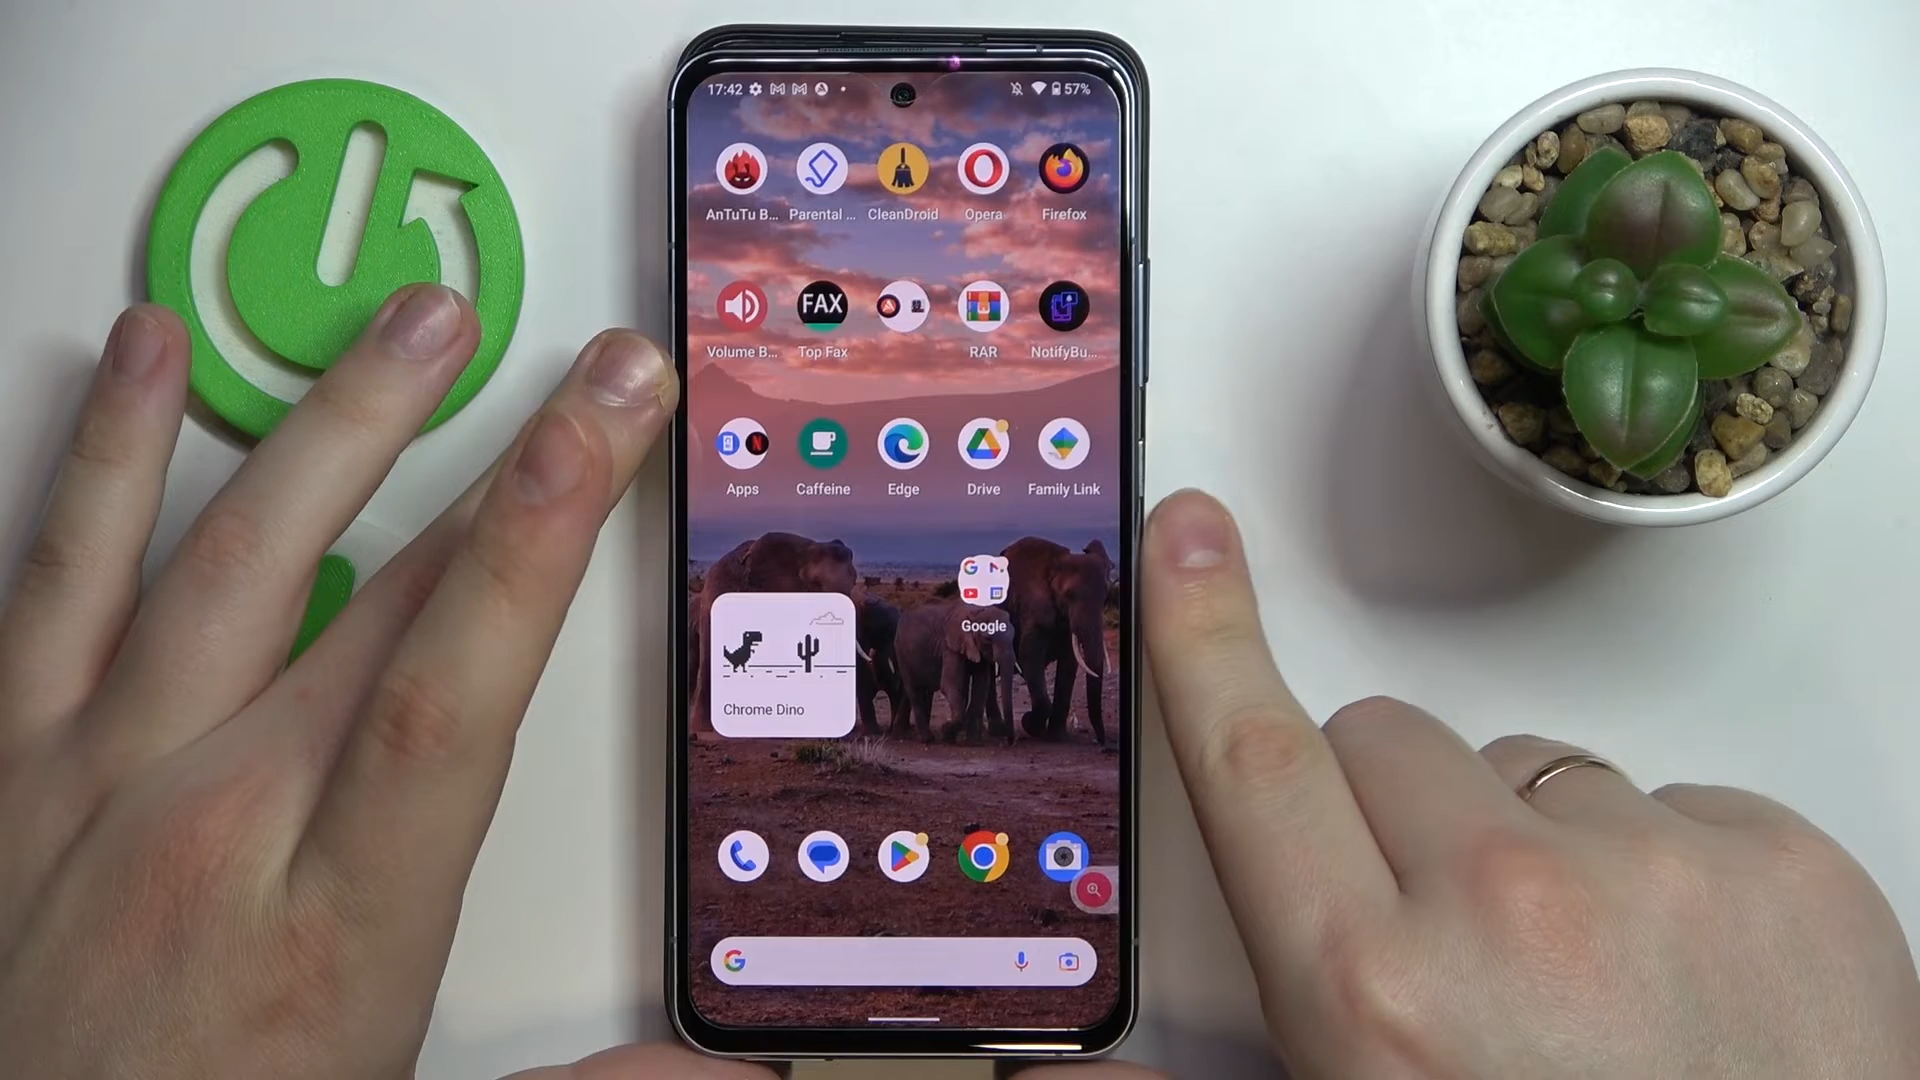 17:42 57%
AnTuTu B... Parental ... CleanDroid Opera Firefox
FAX
Volume B... Top Fax RAR NotifyBu...
Apps Caffeine Edge Drive Family Link
Google
Chrome Dino